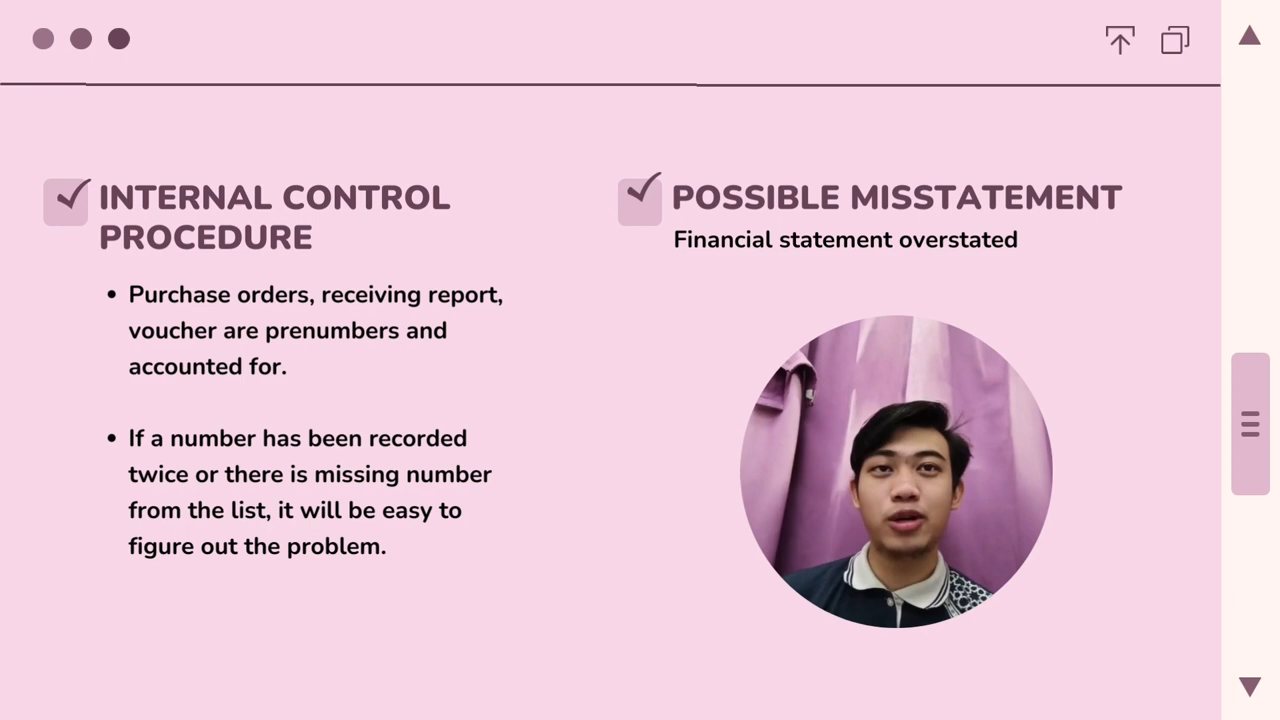 INTERNAL CONTROL
PROCEDURE
Purchase orders, receiving report,
voucher are prenumbers and
accounted for.
If a number has been recorded
twice or there is missing number
from the list, it will be easy to
figure out the problem.
POSSIBLE MISSTATEMENT
Financial statement overstated